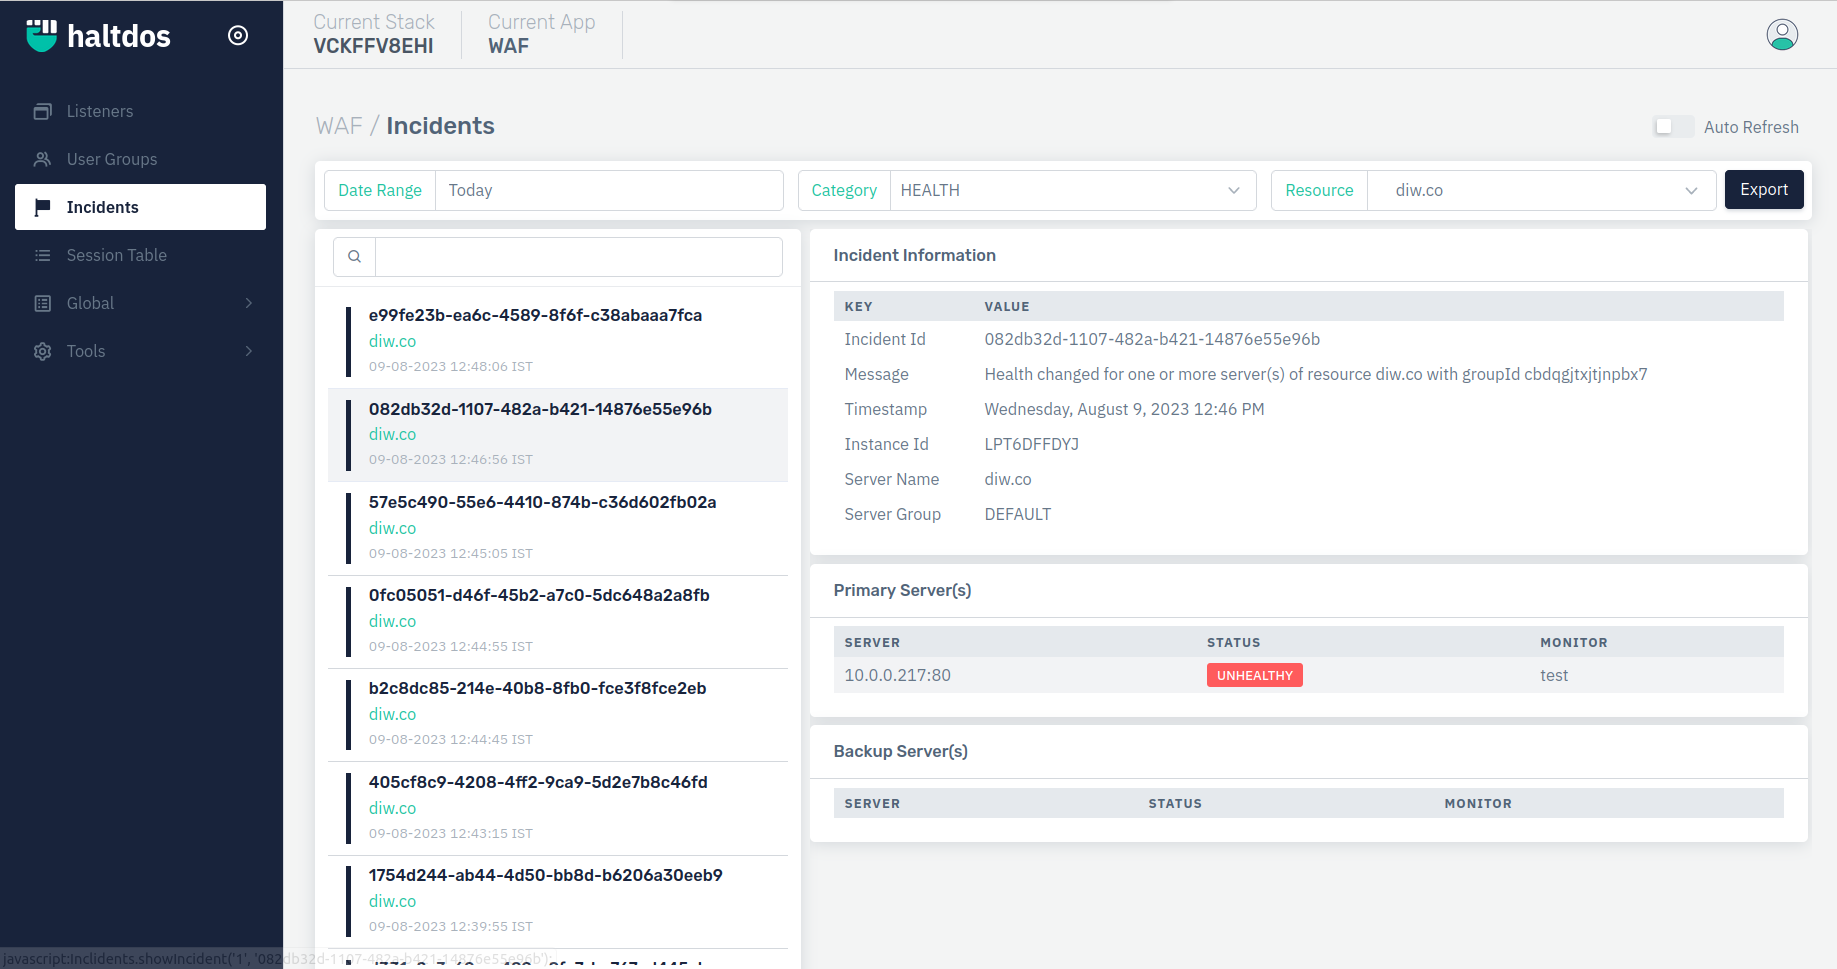 haltdos
Current Stack
VCKFFV8EHI
Current App
WAF
Listeners
User Groups
Incidents
Session Table
Global
Tools
WAF / Incidents
Auto Refresh
Date Range Today
Category HEALTH
Resource diw.co
Export
e99fe23b-ea6c-4589-8f6f-c38abaaa7fca
diw.co
09-08-2023 12:48:06 IST
082db32d-1107-482a-b421-14876e55e96b
diw.co
09-08-2023 12:46:56 IST
57e5c490-55e6-4410-874b-c36d602fb02a
diw.co
09-08-2023 12:45:05 IST
0fc05051-d46f-45b2-a7c0-5dc648a2a8fb
diw.co
09-08-2023 12:44:55 IST
b2c8dc85-214e-40b8-8fb0-fce3f8fce2eb
diw.co
09-08-2023 12:44:45 IST
405cf8c9-4208-4ff2-9ca9-5d2e7b8c46fd
diw.co
09-08-2023 12:43:15 IST
1754d244-ab44-4d50-bb8d-b6206a30eeb9
diw.co
09-08-2023 12:39:55 IST
Incident Information
KEY VALUE
Incident Id 082db32d-1107-482a-b421-14876e55e96b
Message Health changed for one or more server(s) of resource diw.co with groupId cbdqgjtxjtjnpbx7
Timestamp Wednesday, August 9, 2023 12:46 PM
Instance Id LPT6DFFDYJ
Server Name diw.co
Server Group DEFAULT
Primary Server(s)
SERVER STATUS MONITOR
10.0.0.217:80 UNHEALTHY test
Backup Server(s)
SERVER STATUS MONITOR
javascript:Inclidents.showIncident('1', '082db32d-1107-482a-b421-14876e55e96b');